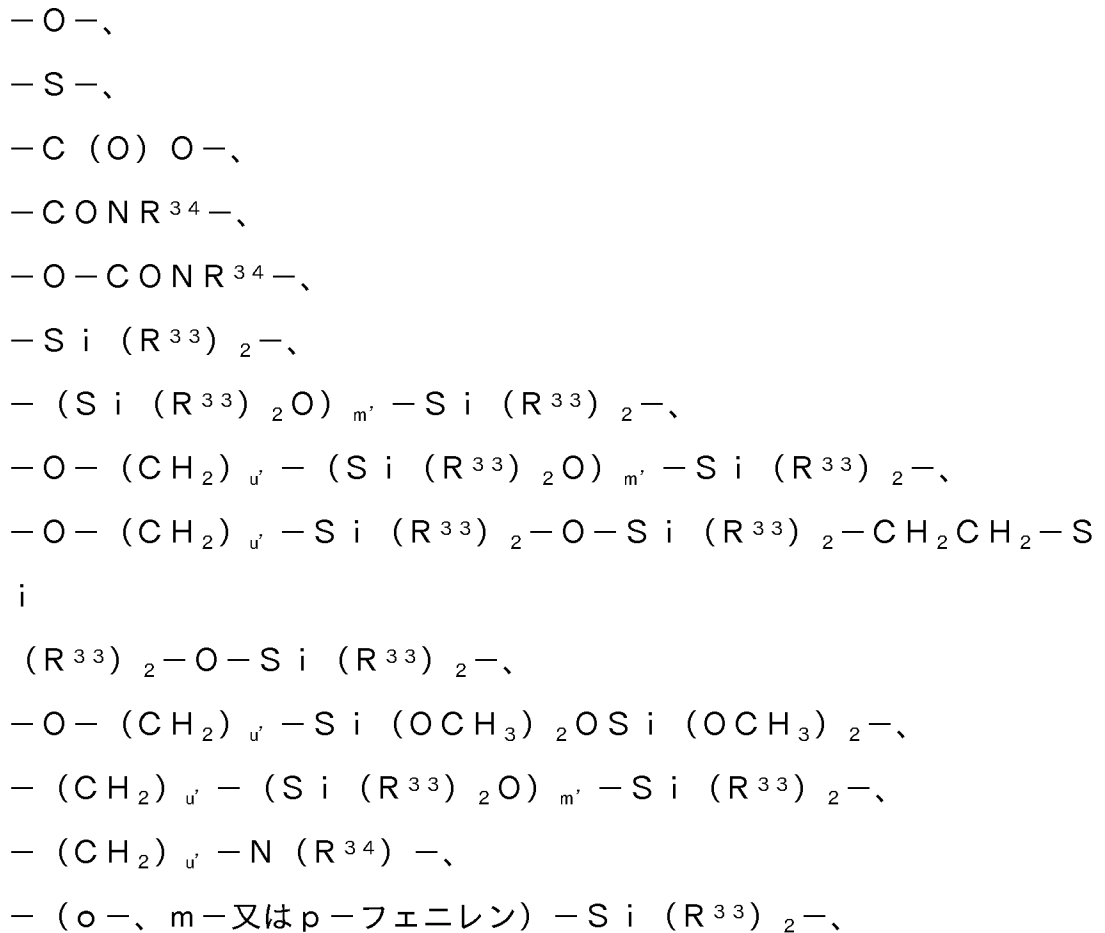 －Ｏ－、
－Ｓ－、
－Ｃ（Ｏ）Ｏ－、
－ＣＯＮＲ³⁴－、
－Ｏ－ＣＯＮＲ³⁴－、
－Ｓｉ（Ｒ³³）₂－、
－（Ｓｉ（Ｒ³³）₂Ｏ）ₘ’－Ｓｉ（Ｒ³³）₂－、
－Ｏ－（ＣＨ₂）ᵤ’－（Ｓｉ（Ｒ³³）₂Ｏ）ₘ’－Ｓｉ（Ｒ³³）₂－、
－Ｏ－（ＣＨ₂）ᵤ’－Ｓｉ（Ｒ³³）₂－Ｏ－Ｓｉ（Ｒ³³）₂－ＣＨ₂ＣＨ₂－Ｓ
ｉ
（Ｒ³³）₂－Ｏ－Ｓｉ（Ｒ³³）₂－、
－Ｏ－（ＣＨ₂）ᵤ’－Ｓｉ（ＯＣＨ₃）₂ＯＳｉ（ＯＣＨ₃）₂－、
－（ＣＨ₂）ᵤ’－（Ｓｉ（Ｒ³³）₂Ｏ）ₘ’－Ｓｉ（Ｒ³³）₂－、
－（ＣＨ₂）ᵤ’－Ｎ（Ｒ³⁴）－、
－（ｏ－、ｍ－又はｐ－フェニレン）－Ｓｉ（Ｒ³³）₂－、